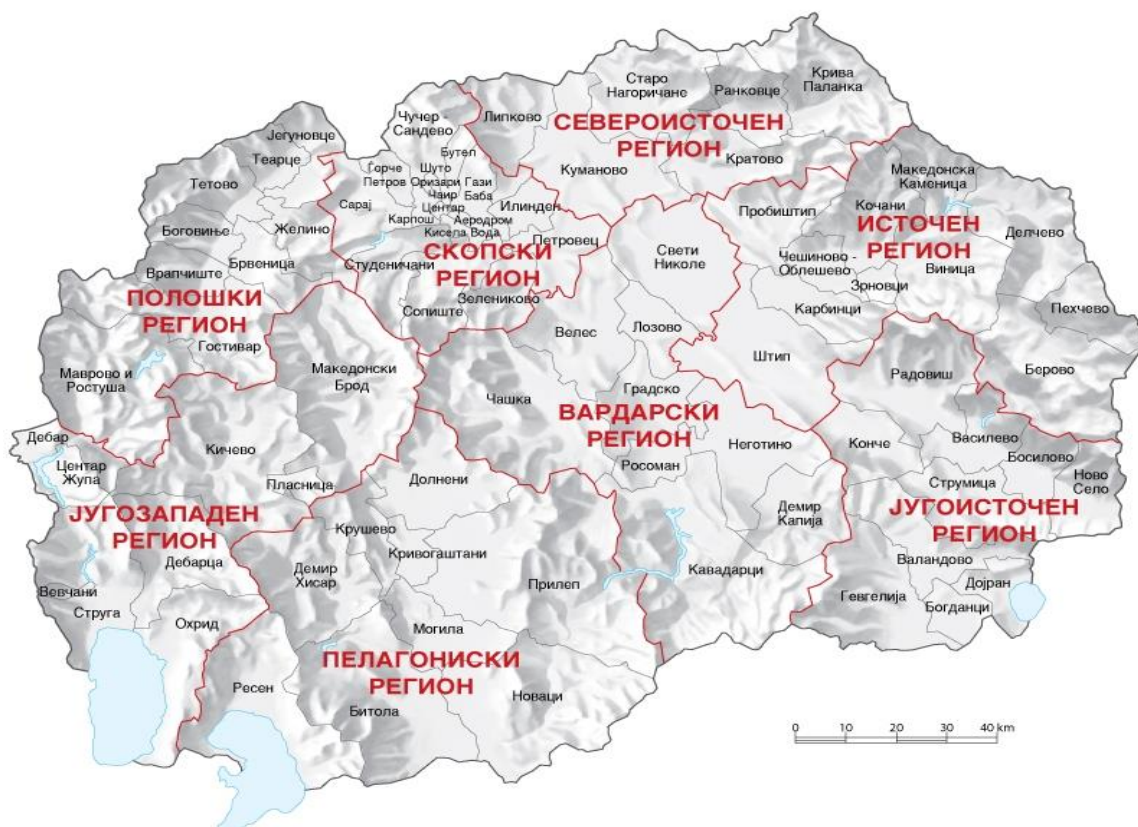 Крива
Паланка
Старо
Нагоричане
Ранковце
Липково
СЕВЕРОИСТОЧЕН
РЕГИОН
Куманово
Кратово
Чучер -
Сандево
Бутел
Ѓорче
Петров
Шуто
Оризари
Гази
Баба
Чаир
Центар
Сарај
Карпош
Аеродром
Илинден
Кисела Вода
Петровец
СКОПСКИ
РЕГИОН
Студеничани
Зелениково
Сопиште
Јегуновце
Теарце
Тетово
Желино
Боговиње
Брвеница
Врапчиште
ПОЛОШКИ
РЕГИОН
Гостивар
Маврово и
Ростуша
Македонска
Каменица
Пробиштип
Кочани
ИСТОЧЕН
РЕГИОН
Делчево
Чешиново -
Облешево
Виница
Зрновци
Карбинци
Пехчево
Штип
Берово
Свети
Николе
Велес
Лозово
Градско
Чашка
ВАРДАРСКИ
РЕГИОН
Неготино
Росоман
Демир
Капија
Кавадарци
Македонски
Брод
Дебар
Центар
Жупа
Кичево
Пласница
ЈУГОЗАПАДЕН
РЕГИОН
Дебарца
Вевчани
Струга
Охрид
Долнени
Крушево
Кривогаштани
Демир
Хисар
Прилеп
Могила
ПЕЛАГОНИСКИ
РЕГИОН
Ресен
Битола
Новаци
Радовиш
Конче
Василево
Босилово
Ново
Село
Струмица
ЈУГОИСТОЧЕН
РЕГИОН
Валандово
Дојран
Гевгелија
Богданци
0 10 20 30 40 km